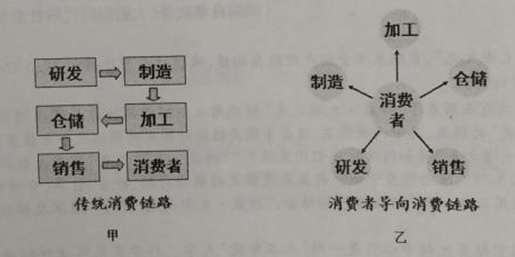 研发 制造
仓储 加工
销售 消费者
传统消费链路
甲
加工
制造 仓储
消费者
研发 销售
消费者导向消费链路
乙